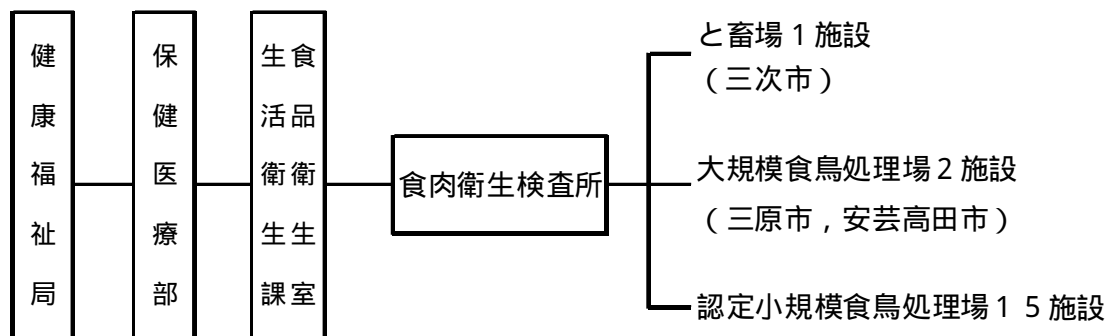 健康福祉局
保健医療部
食品衛生室
生活衛生課
食肉衛生検査所
と畜場1施設
(三次市)
大規模食鳥処理場2施設
(三原市,安芸高田市)
認定小規模食鳥処理場15施設